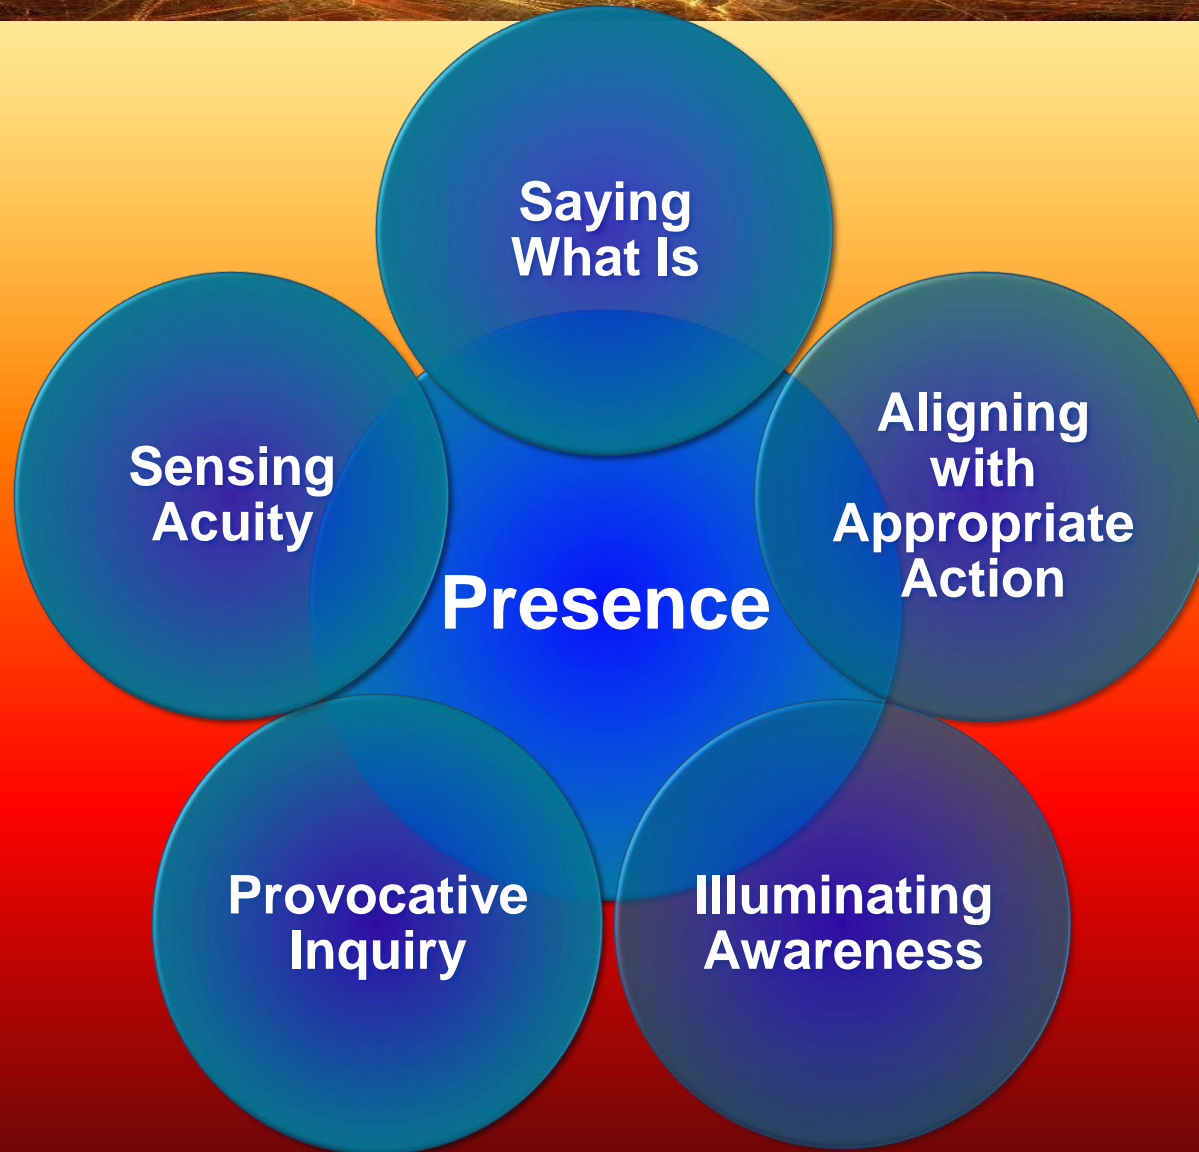 Saying
What Is
Aligning
with
Appropriate
Action
Sensing
Acuity
Presence
Provocative
Inquiry
Illuminating
Awareness